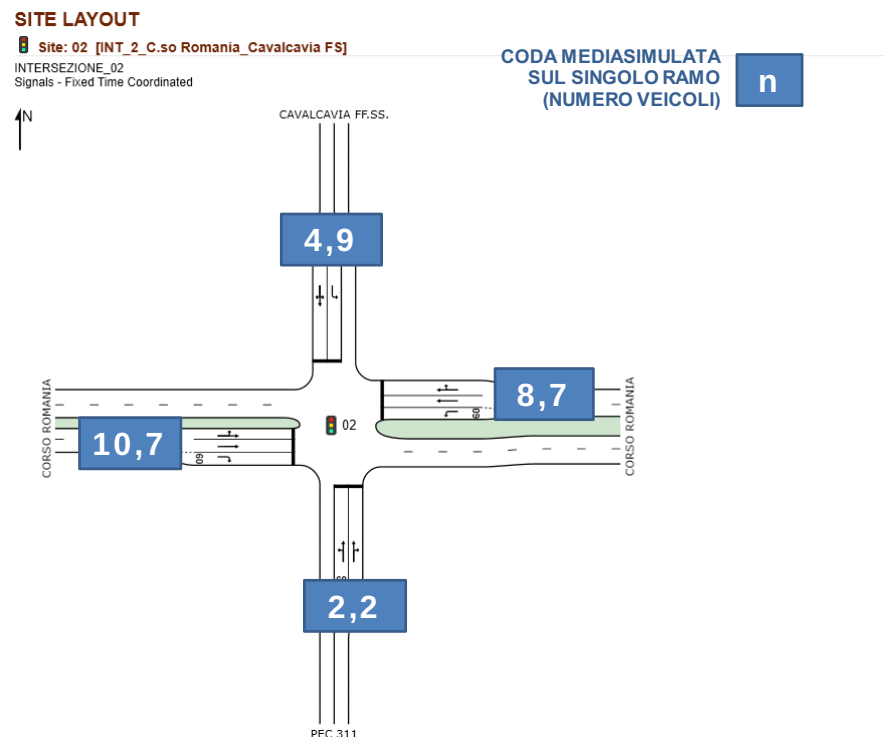 SITE LAYOUT
Site: 02 [INT_2_C.so Romania_Cavalcavia FS]
INTERSEZIONE_02
Signals - Fixed Time Coordinated
CODA MEDIASIMULATA
SUL SINGOLO RAMO
(NUMERO VEICOLI)
n
N
CAVALCAVIA FF.SS.
4,9
CORSO ROMANIA
10,7
60
02
8,7
60
CORSO ROMANIA
2,2
PEC 311